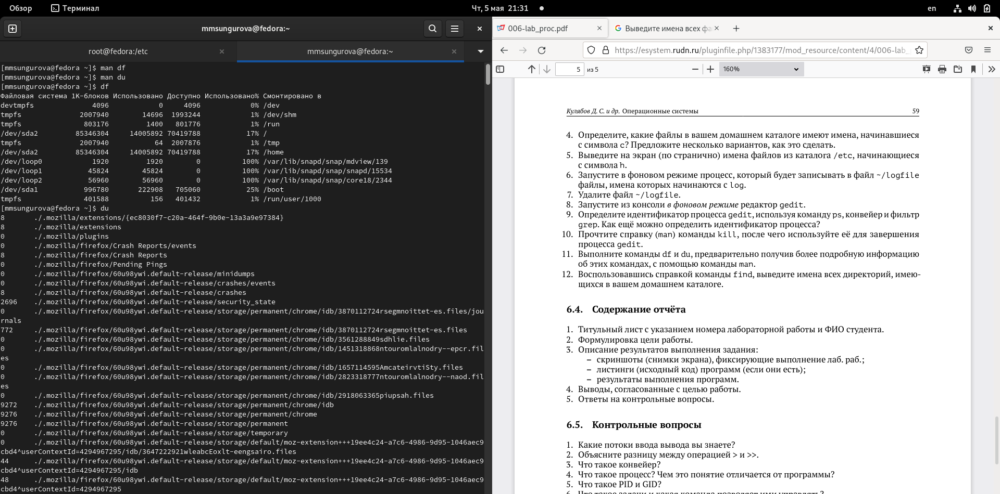 Обзор
Терминал
Чт, 5 мая 21:31
en
mmsungurova@fedora:~
root@fedora:/etc
mmsungurova@fedora:~
[mmsungurova@fedora ~]$ man df
[mmsungurova@fedora ~]$ man du
[mmsungurova@fedora ~]$ df
Файловая система 1K-блоков Использовано Доступно Использовано% Смонтировано в
devtmpfs 4096 0 4096 0% /dev
tmpfs 2007940 14696 1993244 1% /dev/shm
tmpfs 803176 1400 801776 1% /run
/dev/sda2 85346304 14005892 70419788 17% /
tmpfs 2007940 64 2007876 1% /tmp
/dev/sda2 85346304 14005892 70419788 17% /home
/dev/loop0 1920 1920 0 100% /var/lib/snapd/snap/mdview/139
/dev/loop1 45824 45824 0 100% /var/lib/snapd/snap/snapd/15534
/dev/loop2 56960 56960 0 100% /var/lib/snapd/snap/core18/2344
/dev/sda1 996780 222908 705060 25% /boot
tmpfs 401588 156 401432 1% /run/user/1000
[mmsungurova@fedora ~]$ du
8 ./.mozilla/extensions/{ec8030f7-c20a-464f-9b0e-13a3a9e97384}
8 ./.mozilla/extensions
0 ./.mozilla/plugins
0 ./.mozilla/firefox/Crash Reports/events
8 ./.mozilla/firefox/Crash Reports
0 ./.mozilla/firefox/Pending Pings
0 ./.mozilla/firefox/60u98ywi.default-release/minidumps
0 ./.mozilla/firefox/60u98ywi.default-release/crashes/events
8 ./.mozilla/firefox/60u98ywi.default-release/crashes
2696 ./.mozilla/firefox/60u98ywi.default-release/security_state
0 ./.mozilla/firefox/60u98ywi.default-release/storage/permanent/chrome/idb/3870112724rsegmnoittet-es.files/jou
rnals
772 ./.mozilla/firefox/60u98ywi.default-release/storage/permanent/chrome/idb/3870112724rsegmnoittet-es.files
0 ./.mozilla/firefox/60u98ywi.default-release/storage/permanent/chrome/idb/3561288849sdhlie.files
0 ./.mozilla/firefox/60u98ywi.default-release/storage/permanent/chrome/idb/1451318868ntouromlalnodry--epcr.fil
es
0 ./.mozilla/firefox/60u98ywi.default-release/storage/permanent/chrome/idb/1657114595AmcateirvtiSty.files
0 ./.mozilla/firefox/60u98ywi.default-release/storage/permanent/chrome/idb/2823318777ntouromlalnodry--naod.fil
es
0 ./.mozilla/firefox/60u98ywi.default-release/storage/permanent/chrome/idb/2918063365piupsah.files
9272 ./.mozilla/firefox/60u98ywi.default-release/storage/permanent/chrome/idb
9276 ./.mozilla/firefox/60u98ywi.default-release/storage/permanent/chrome
9276 ./.mozilla/firefox/60u98ywi.default-release/storage/permanent
0 ./.mozilla/firefox/60u98ywi.default-release/storage/temporary
0 ./.mozilla/firefox/60u98ywi.default-release/storage/default/moz-extension+++19ee4c24-a7c6-4986-9d95-1046aec9
cbd4^userContextId=4294967295/idb/3647222921wleabcEoxlt-eengsairo.files
44 ./.mozilla/firefox/60u98ywi.default-release/storage/default/moz-extension+++19ee4c24-a7c6-4986-9d95-1046aec9
cbd4^userContextId=4294967295/idb
48 ./.mozilla/firefox/60u98ywi.default-release/storage/default/moz-extension+++19ee4c24-a7c6-4986-9d95-1046aec9
cbd4^userContextId=4294967295
006-lab_proc.pdf
Выведите имена всех фа
https://esystem.rudn.ru/pluginfile.php/1383177/mod_resource/content/4/006-lab_
5 из 5
160%
Кулябов Д. С. и др. Операционные системы 59
4. Определите, какие файлы в вашем домашнем каталоге имеют имена, начинавшиеся
с символа c? Предложите несколько вариантов, как это сделать.
5. Выведите на экран (по странично) имена файлов из каталога /etc, начинающиеся
с символа h.
6. Запустите в фоновом режиме процесс, который будет записывать в файл ~/logfile
файлы, имена которых начинаются с log.
7. Удалите файл ~/logfile.
8. Запустите из консоли в фоновом режиме редактор gedit.
9. Определите идентификатор процесса gedit, используя команду ps, конвейер и фильтр
grep. Как ещё можно определить идентификатор процесса?
10. Прочтите справку (man) команды kill, после чего используйте её для завершения
процесса gedit.
11. Выполните команды df и du, предварительно получив более подробную информацию
об этих командах, с помощью команды man.
12. Воспользовавшись справкой команды find, выведите имена всех директорий, имею-
щихся в вашем домашнем каталоге.
6.4. Содержание отчёта
1. Титульный лист с указанием номера лабораторной работы и ФИО студента.
2. Формулировка цели работы.
3. Описание результатов выполнения задания:
– скриншоты (снимки экрана), фиксирующие выполнение лаб. раб.;
– листинги (исходный код) программ (если они есть);
– результаты выполнения программ.
4. Выводы, согласованные с целью работы.
5. Ответы на контрольные вопросы.
6.5. Контрольные вопросы
1. Какие потоки ввода вывода вы знаете?
2. Объясните разницу между операцией > и >>.
3. Что такое конвейер?
4. Что такое процесс? Чем это понятие отличается от программы?
5. Что такое PID и GID?
6. Что такое задачи и какая команда позволяет ими управлять?